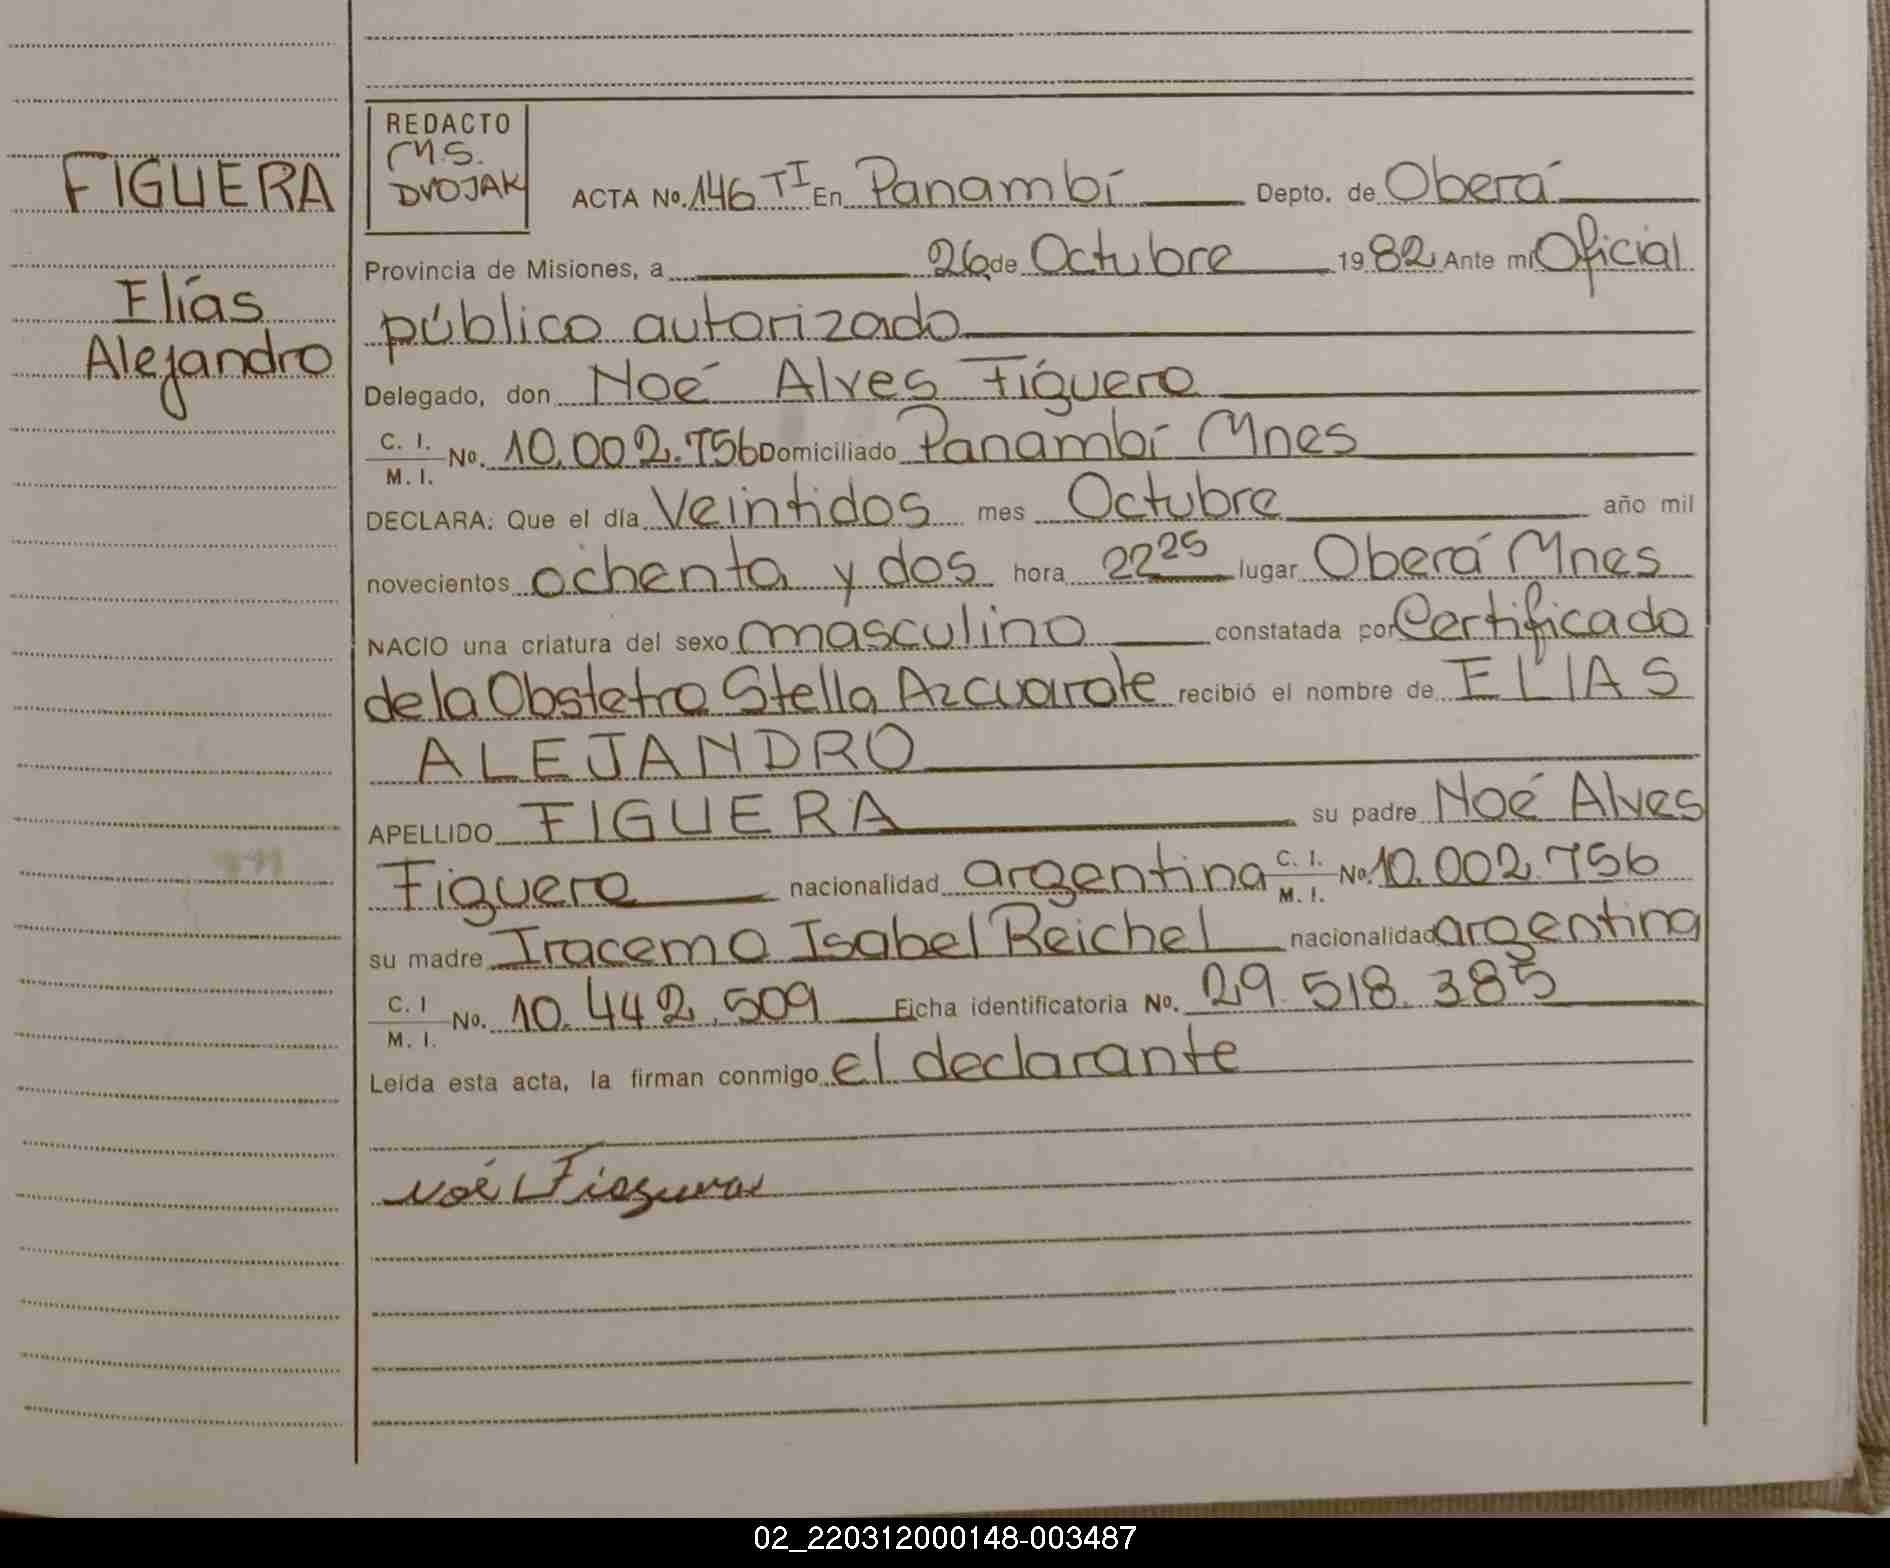 FIGUERA
Elías
Alejandro
REDACTO
M.S.
DVOJAK
ACTA No. 146 TI En Panambí Depto. de Oberá
Provincia de Misiones, a 26 de Octubre 1982 Ante mi Oficial
público autorizado
Delegado, don Noé Alves Figuera
C. I. M. I. No. 10.002.756 Domiciliado Panambí Mnes
DECLARA: Que el día Veintidos mes Octubre año mil
novecientos ochenta y dos hora 22 25 lugar Oberá Mnes
NACIO una criatura del sexo masculino constatada por Certificado
de la Obstetra Stella Azcuarate recibió el nombre de ELIAS
ALEJANDRO
APELLIDO FIGUERA su padre Noé Alves
Figuera nacionalidad argentina C. I. M. I. No. 10.002.756
su madre Iracema Isabel Reichel nacionalidad argentina
C. I M. I. No. 10.442.509 Ficha identificatoria No. 29.518.385
Leída esta acta, la firman conmigo el declarante
Noé Figuera
02_220312000148-003487